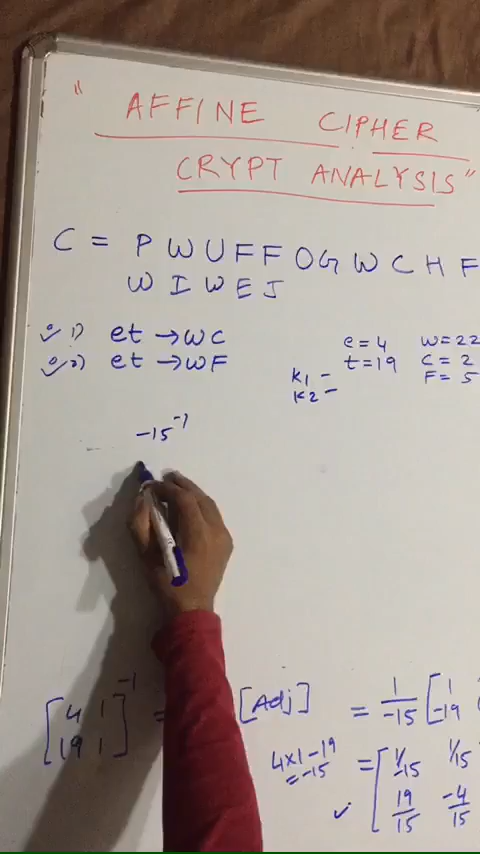 " AFFINE CIPHER
CRYPT ANALYSIS"
C = P W U F F O G W C H F
W I W E J
1) et → WC
2) et → WF
e = 4 W = 22
t = 19 C = 2
F = 5
K1 -
K2 -
-15⁻¹
[4 1
19 1]⁻¹ = [Adj] = 1/-15 [1
-19
4×1-19
= -15
= [1/-15 1/15
19/15 -4/15